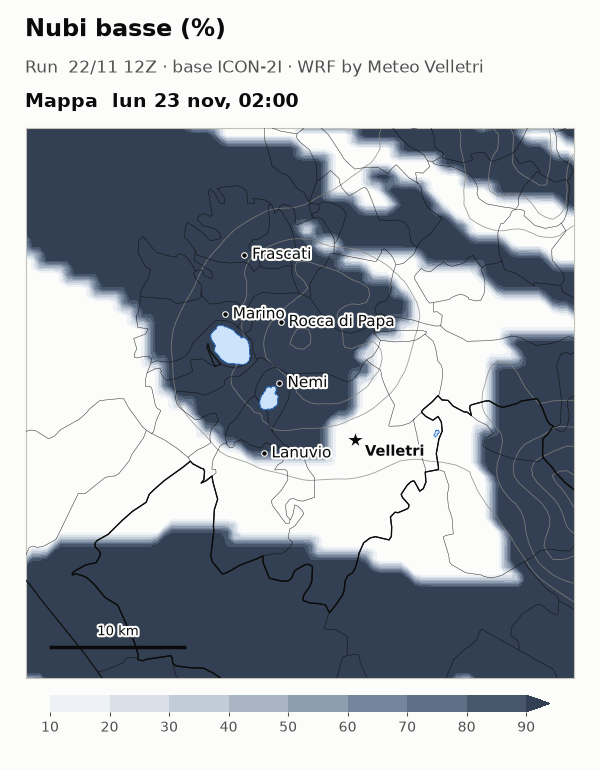 Nubi basse (%)
Run  22/11 12Z · base ICON-2I · WRF by Meteo Velletri
Mappa  lun 23 nov, 02:00
Frascati
Marino
Rocca di Papa
Nemi
Velletri
Lanuvio
10 km
10 20 30 40 50 60 70 80 90